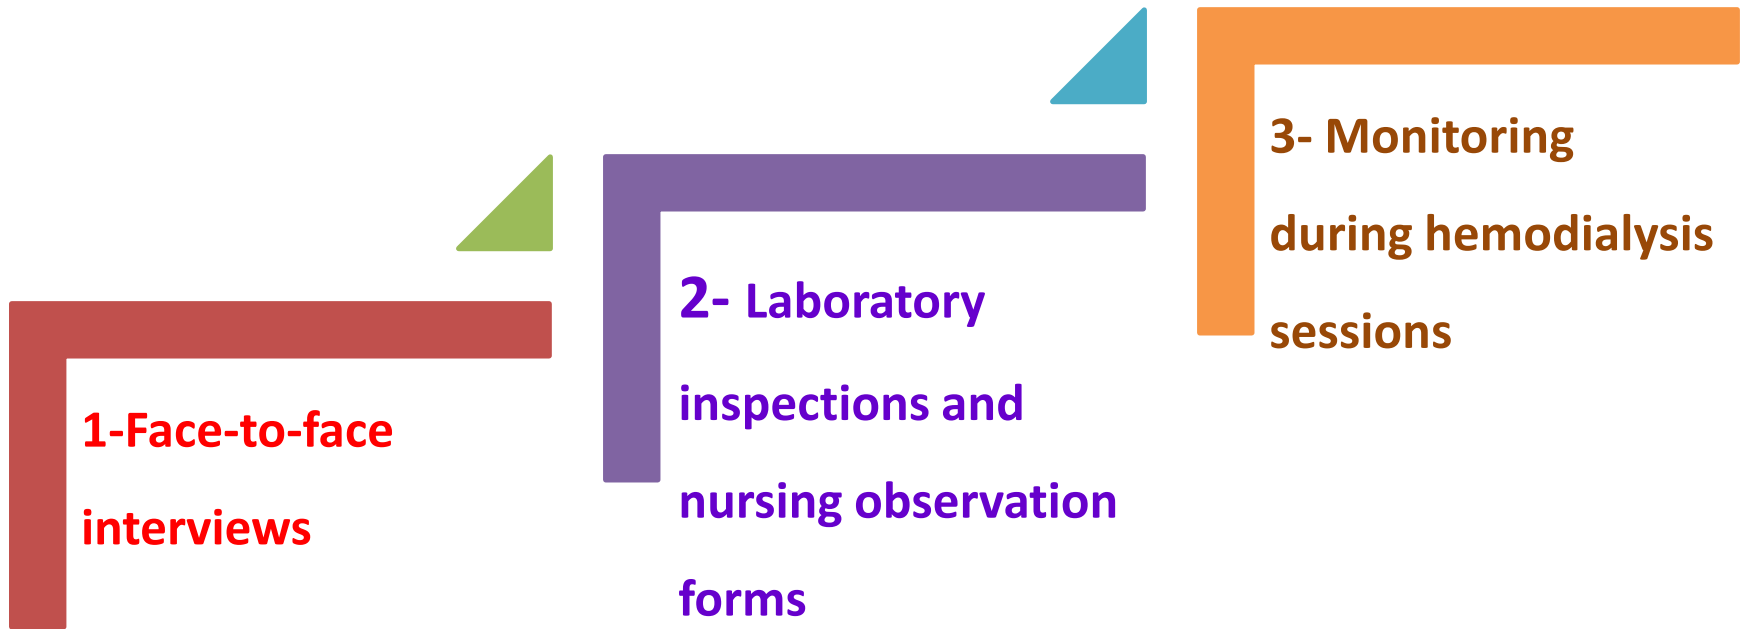 1-Face-to-face
interviews
2- Laboratory
inspections and
nursing observation
forms
3- Monitoring
during hemodialysis
sessions